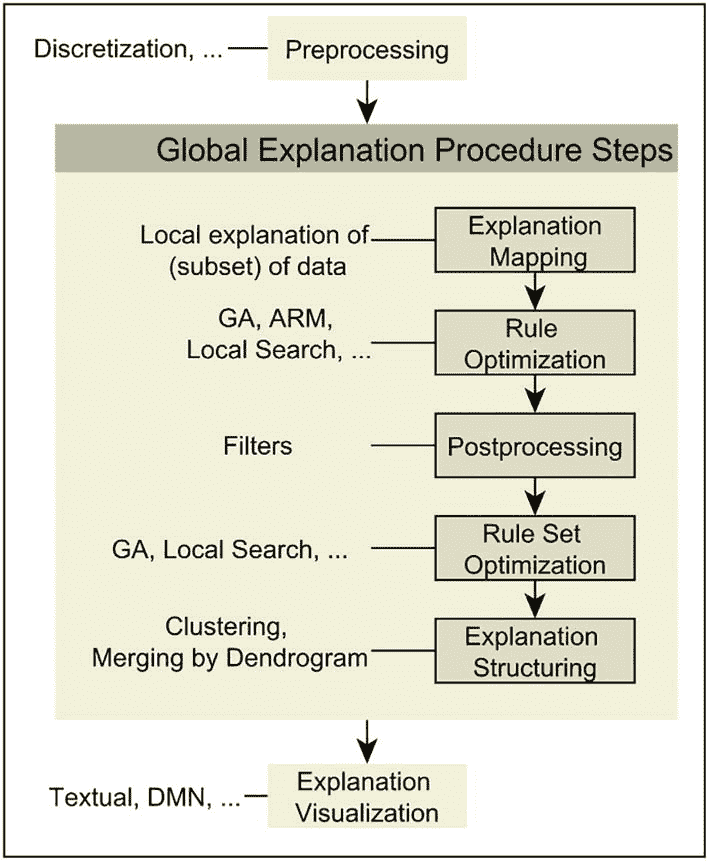 Discretization, ...
Preprocessing
Global Explanation Procedure Steps
Local explanation of
(subset) of data
Explanation
Mapping
GA, ARM,
Local Search, ...
Rule
Optimization
Filters
Postprocessing
GA, Local Search, ...
Rule Set
Optimization
Clustering,
Merging by Dendrogram
Explanation
Structuring
Textual, DMN, ...
Explanation
Visualization